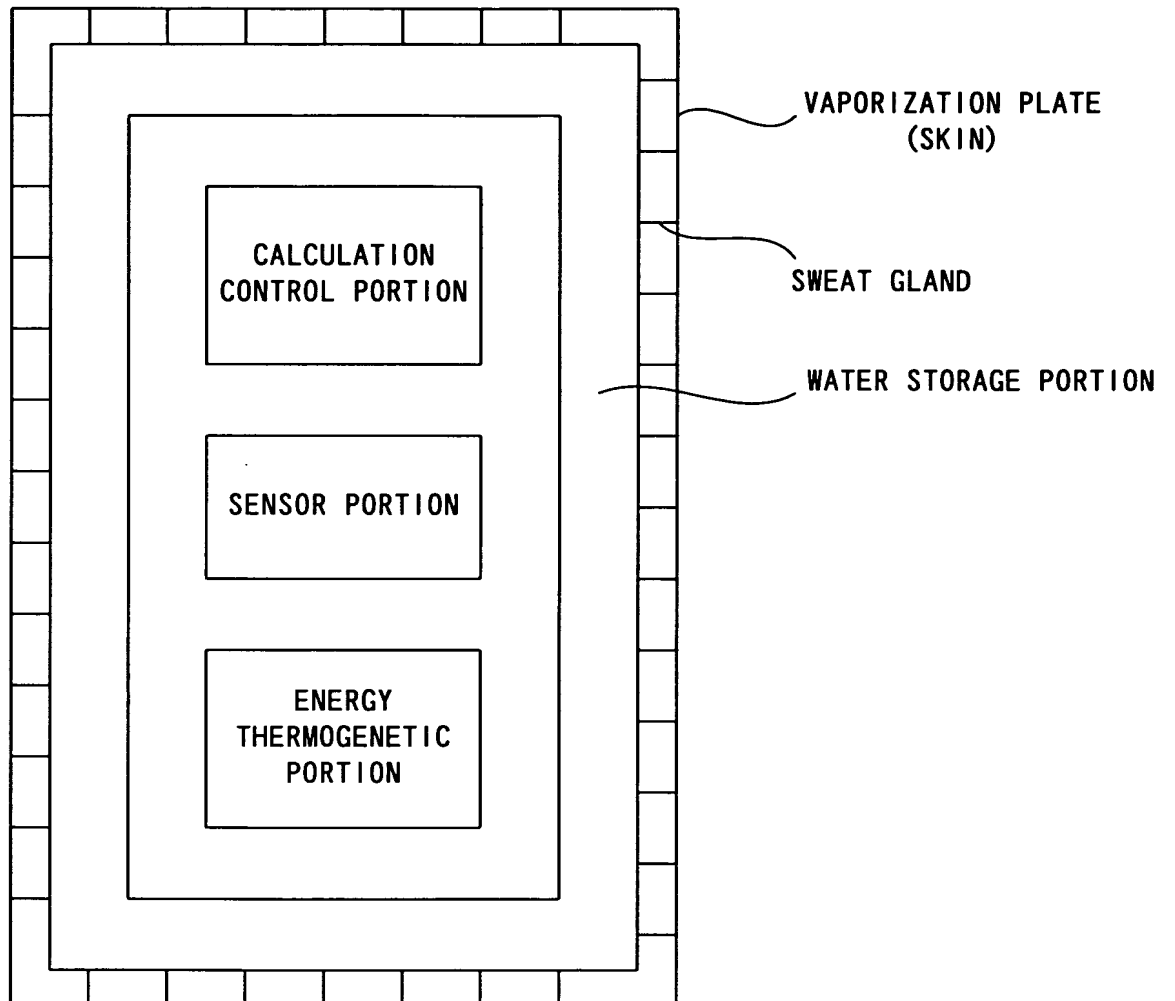 VAPORIZATION PLATE
(SKIN)
CALCULATION
CONTROL PORTION
SWEAT GLAND
WATER STORAGE PORTION
SENSOR PORTION
ENERGY
THERMOGENETIC
PORTION